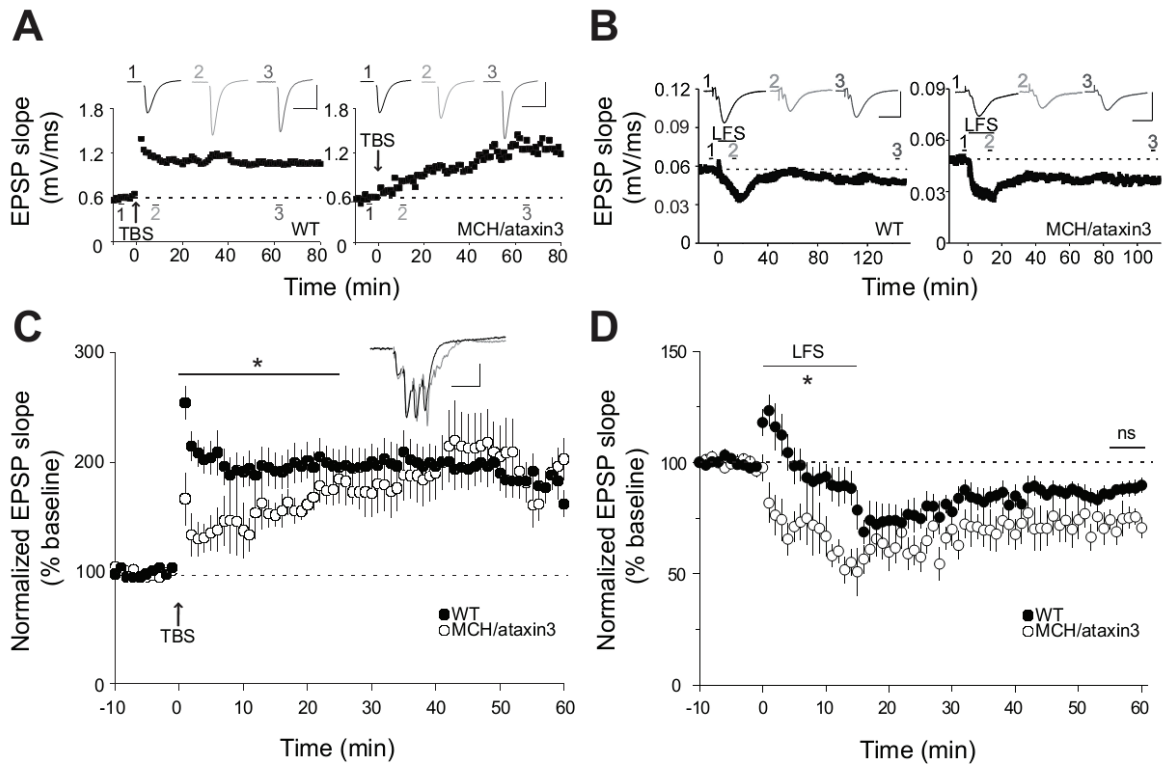 A
B
1
2
3
1
2
3
1.8
1.2
0.6
0
EPSP slope
(mV/ms)
1
TBS
2
3
WT
0
20
40
60
80
1.8
1.2
0.6
0
TBS
1
2
3
MCH/ataxin3
0
20
40
60
80
Time (min)
1
2
3
0.12
0.09
0.06
0.03
0
EPSP slope
(mV/ms)
LFS
1
2
3
WT
0
40
80
120
1
2
3
0.09
0.06
0.03
0
LFS
1
2
3
MCH/ataxin3
0
20
40
60
80
100
Time (min)
C
300
200
100
0
Normalized EPSP slope
(% baseline)
*
TBS
WT
MCH/ataxin3
-10
0
10
20
30
40
50
60
Time (min)
D
150
100
50
0
Normalized EPSP slope
(% baseline)
LFS
*
ns
WT
MCH/ataxin3
-10
0
10
20
30
40
50
60
Time (min)